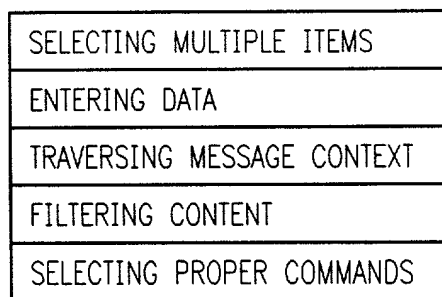 SELECTING MULTIPLE ITEMS
ENTERING DATA
TRAVERSING MESSAGE CONTEXT
FILTERING CONTENT
SELECTING PROPER COMMANDS